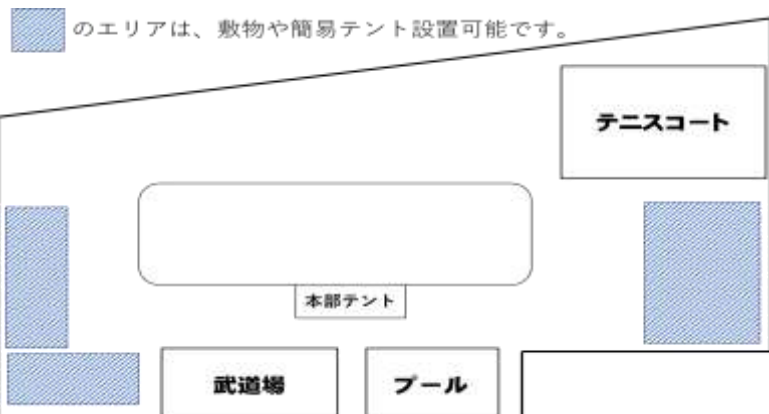 のエリアは、敷物や簡易テント設置可能です。
テニスコート
本部テント
武道場
プール